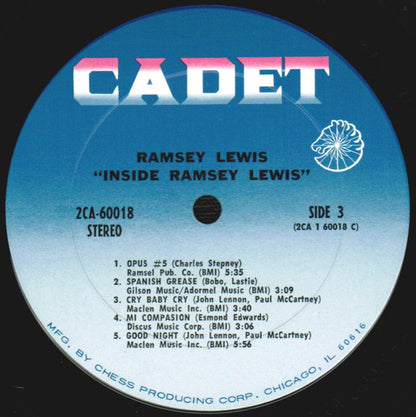 CADET
RAMSEY LEWIS
"INSIDE RAMSEY LEWIS"
2CA-60018
STEREO
SIDE 3
(2CA 1 60018 C)
1. OPUS #5 (Charles Stepney)
Ramsel Pub. Co. (BMI) 5:35
2. SPANISH GREASE (Bobo, Lastie)
Gilson Music/Adormel Music (BMI) 3:09
3. CRY BABY CRY (John Lennon, Paul McCartney)
Maclen Music Inc. (BMI) 3:40
4. MI COMPASION (Esmond Edwards)
Discus Music Corp. (BMI) 3:06
5. GOOD NIGHT (John Lennon, Paul McCartney)
Maclen Music Inc. (BMI) 5:56
MFG. BY CHESS PRODUCING CORP. CHICAGO, IL 60616